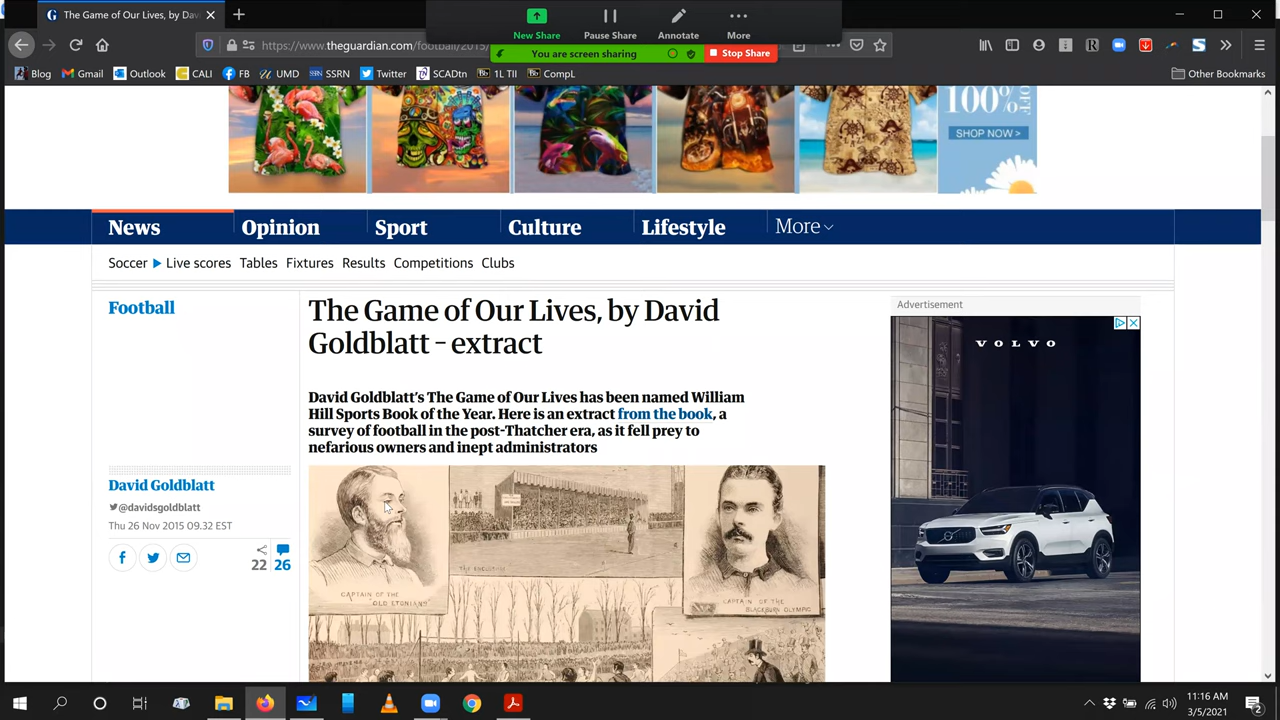 The Game of Our Lives, by Davi
New Share
Pause Share
Annotate
More
https://www.theguardian.com/football/2015/
You are screen sharing
Stop Share
Blog
Gmail
Outlook
CALI
FB
UMD
SSRN
Twitter
SCADtn
1L TII
CompL
Other Bookmarks
100%
SHOP NOW >
News
Opinion
Sport
Culture
Lifestyle
More
Soccer
Live scores
Tables
Fixtures
Results
Competitions
Clubs
Football
The Game of Our Lives, by David
Goldblatt – extract
Advertisement
VOLVO
David Goldblatt's The Game of Our Lives has been named William
Hill Sports Book of the Year. Here is an extract from the book, a
survey of football in the post-Thatcher era, as it fell prey to
nefarious owners and inept administrators
David Goldblatt
@davidsgoldblatt
Thu 26 Nov 2015 09.32 EST
22
26
CAPTAIN OF THE
"OLD ETONIANS"
CAPTAIN OF THE
BLACKBURN OLYMPIC
11:16 AM
3/5/2021
2